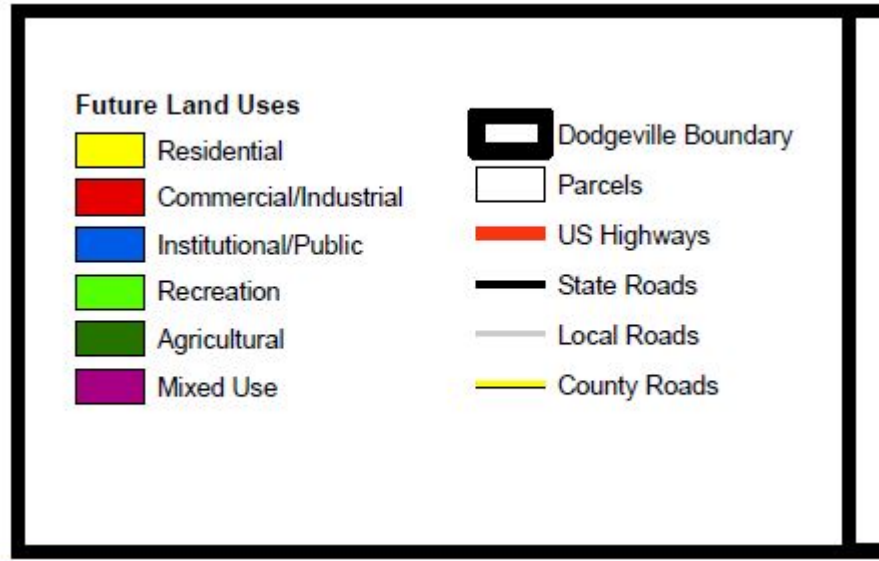 Future Land Uses
Residential
Commercial/Industrial
Institutional/Public
Recreation
Agricultural
Mixed Use
Dodgeville Boundary
Parcels
US Highways
State Roads
Local Roads
County Roads